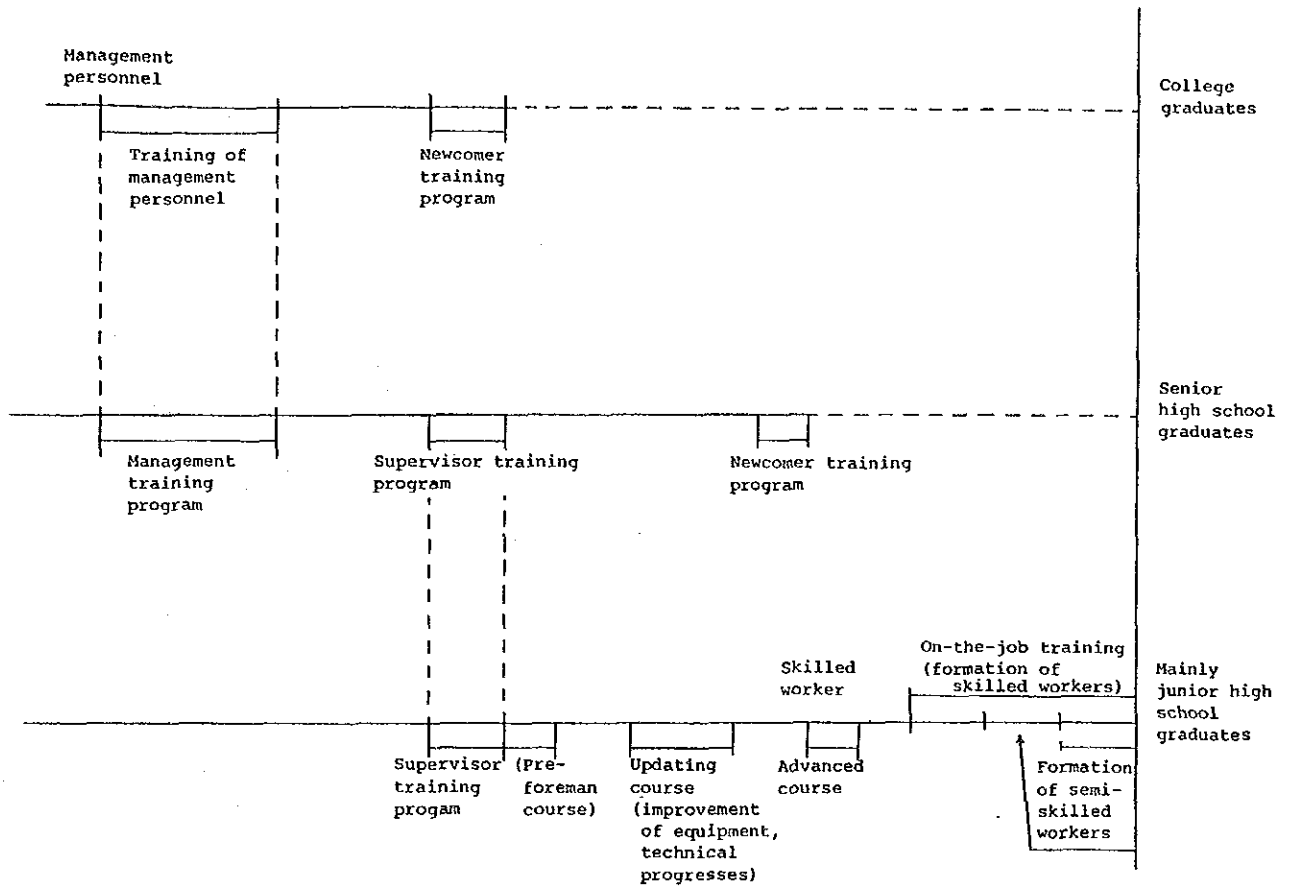 Management
personnel
College
graduates
Training of
management
personnel
Newcomer
training
program
Senior
high school
graduates
Management
training
program
Supervisor training
program
Newcomer training
program
On-the-job training
(formation of
skilled workers)
Skilled
worker
Mainly
junior high
school
graduates
Supervisor
training
progam
(Pre-
foreman
course)
Updating
course
(improvement
of equipment,
technical
progresses)
Advanced
course
Formation
of semi-
skilled
workers